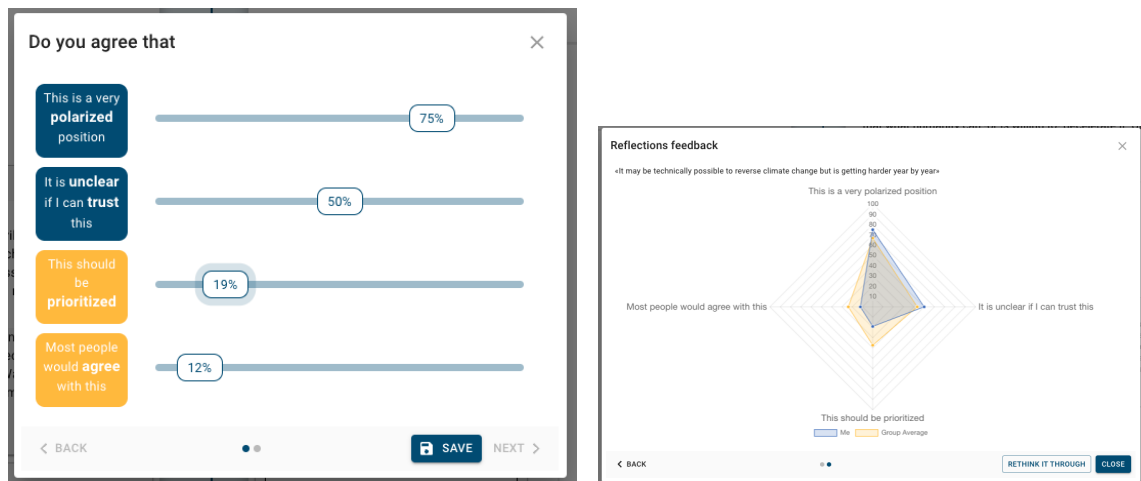 Do you agree that
This is a very
polarized
position
75%
It is unclear
if I can trust
this
50%
This should
be
prioritized
19%
Most people
would agree
with this
12%
BACK
SAVE
NEXT
Reflections feedback
«It may be technically possible to reverse climate change but is getting harder year by year»
This is a very polarized position
100
90
80
70
60
50
40
30
20
10
Most people would agree with this
It is unclear if I can trust this
This should be prioritized
Me
Group Average
BACK
RETHINK IT THROUGH
CLOSE